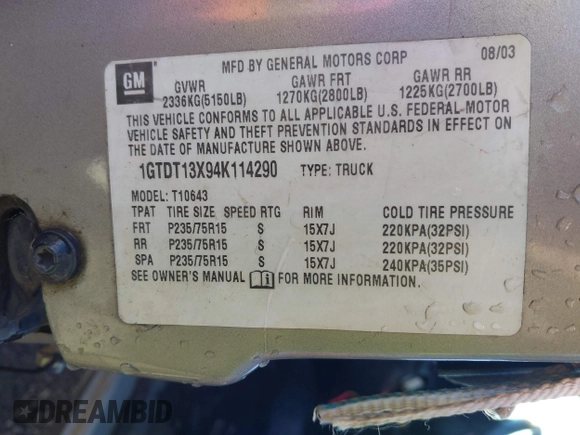 GM
MFD BY GENERAL MOTORS CORP 08/03
GVWR GAWR FRT GAWR RR
2336KG(5150LB) 1270KG(2800LB) 1225KG(2700LB)
THIS VEHICLE CONFORMS TO ALL APPLICABLE U.S. FEDERAL MOTOR
VEHICLE SAFETY AND THEFT PREVENTION STANDARDS IN EFFECT ON
THE DATE OF MANUFACTURE SHOWN ABOVE.
1GTDT13X94K114290 TYPE: TRUCK
MODEL: T10643
TPAT TIRE SIZE SPEED RTG RIM COLD TIRE PRESSURE
FRT P235/75R15 S 15X7J 220KPA(32PSI)
RR P235/75R15 S 15X7J 220KPA(32PSI)
SPA P235/75R15 S 15X7J 240KPA(35PSI)
SEE OWNER'S MANUAL FOR MORE INFORMATION.
DREAMBID